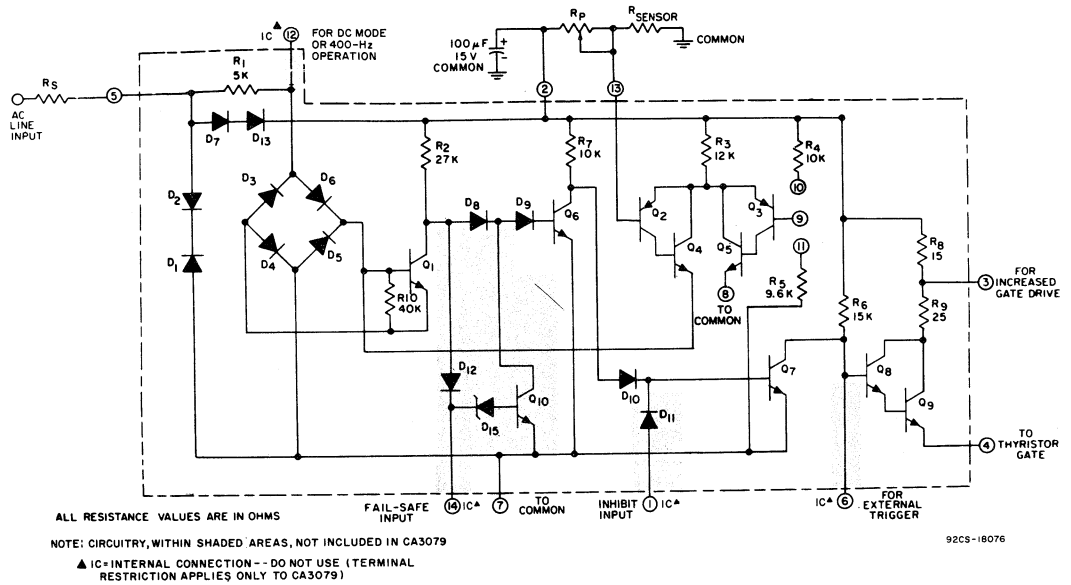 IC▲ 12
FOR DC MODE
OR 400-Hz
OPERATION
100µF
15V
COMMON
+
-
RP
RSENSOR
COMMON
RS
5
AC
LINE
INPUT
R1
5K
2
13
D7
D13
R2
27K
R7
10K
R3
12K
R4
10K
10
D3
D6
D2
D8
D9
Q6
Q2
Q3
9
D4
D5
D1
Q1
Q4
Q5
11
R8
15
R10
40K
8
TO
COMMON
R5
9.6K
3
FOR
INCREASED
GATE DRIVE
R6
15K
R9
25
D12
D15
Q10
D10
D11
Q7
Q8
Q9
4
TO
THYRISTOR
GATE
FAIL-SAFE
INPUT
14 IC▲
7
TO
COMMON
INHIBIT
INPUT
1 IC▲
IC▲ 6
FOR
EXTERNAL
TRIGGER
ALL RESISTANCE VALUES ARE IN OHMS
NOTE: CIRCUITRY, WITHIN SHADED AREAS, NOT INCLUDED IN CA3079
92CS-18076
▲ IC=INTERNAL CONNECTION--DO NOT USE (TERMINAL
RESTRICTION APPLIES ONLY TO CA3079)